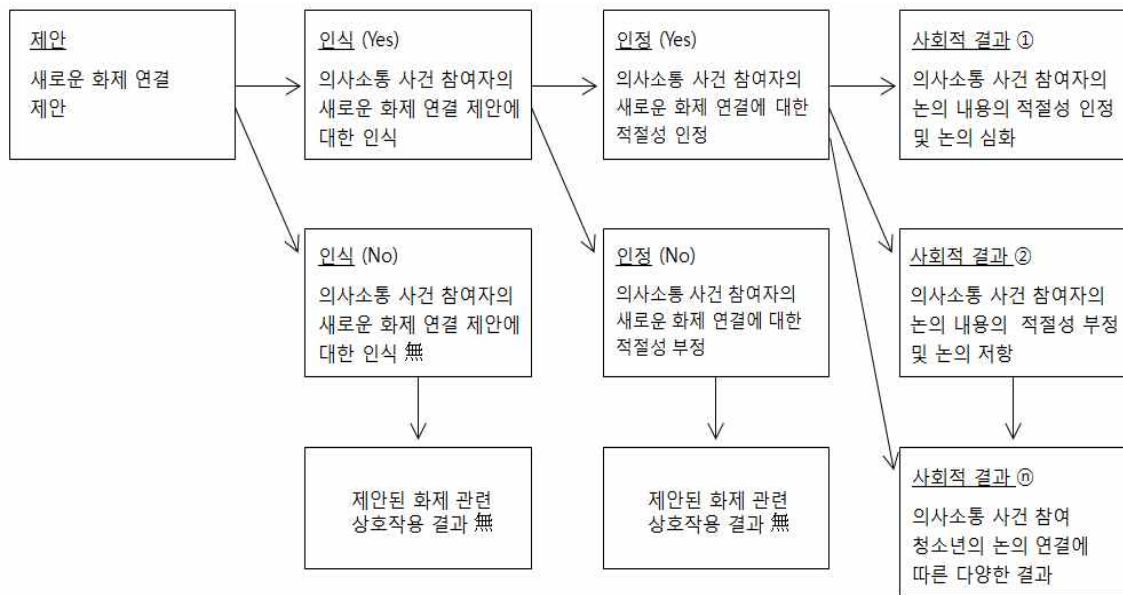 제안
새로운 화제 연결
제안
인식 (Yes)
의사소통 사건 참여자의
새로운 화제 연결 제안에
대한 인식
인정 (Yes)
의사소통 사건 참여자의
새로운 화제 연결에 대한
적절성 인정
사회적 결과 ①
의사소통 사건 참여자의
논의 내용의 적절성 인정
및 논의 심화
인식 (No)
의사소통 사건 참여자의
새로운 화제 연결 제안에
대한 인식 無
인정 (No)
의사소통 사건 참여자의
새로운 화제 연결에 대한
적절성 부정
사회적 결과 ②
의사소통 사건 참여자의
논의 내용의 적절성 부정
및 논의 저항
제안된 화제 관련
상호작용 결과 無
제안된 화제 관련
상호작용 결과 無
사회적 결과 ⓝ
의사소통 사건 참여
청소년의 논의 연결에
따른 다양한 결과